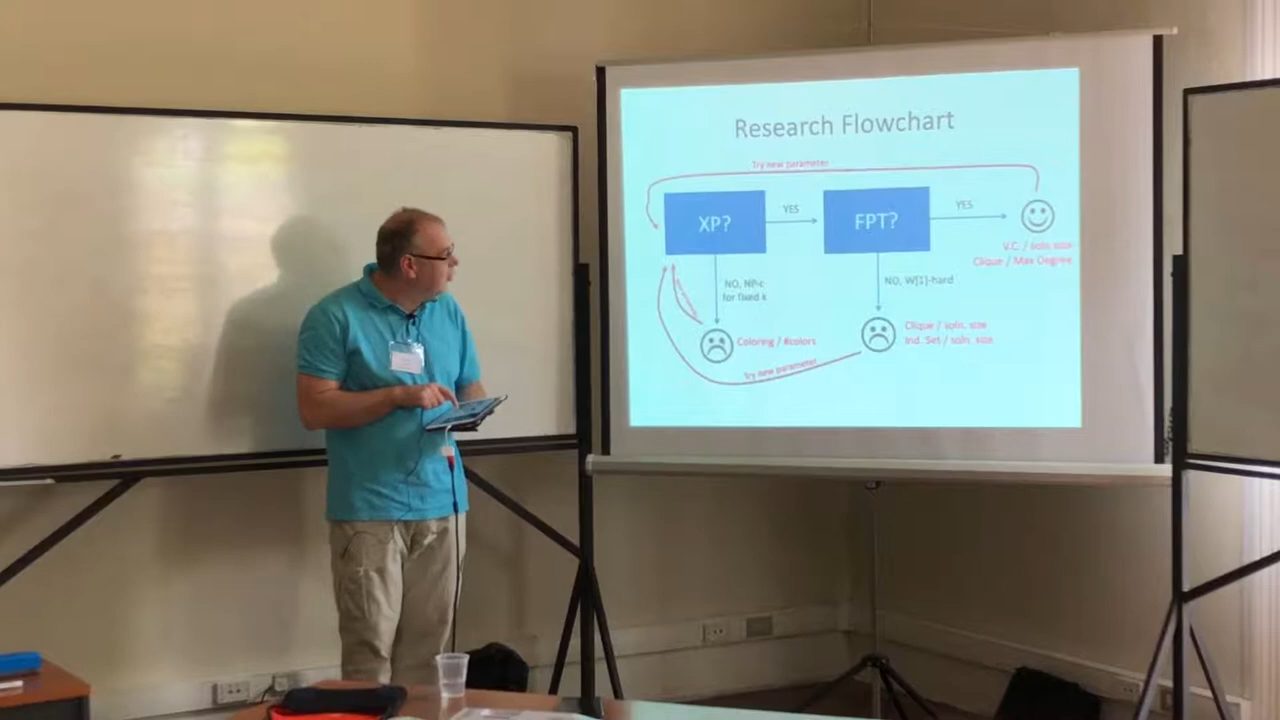 Research Flowchart
Try new parameter
XP?
YES
FPT?
YES
V.C. / soln size
Clique / Max Degree
NO, NP-c
for fixed k
NO, W[1]-hard
Coloring / #colors
Clique / soln. size
Ind. Set / soln. size
Try new parameter